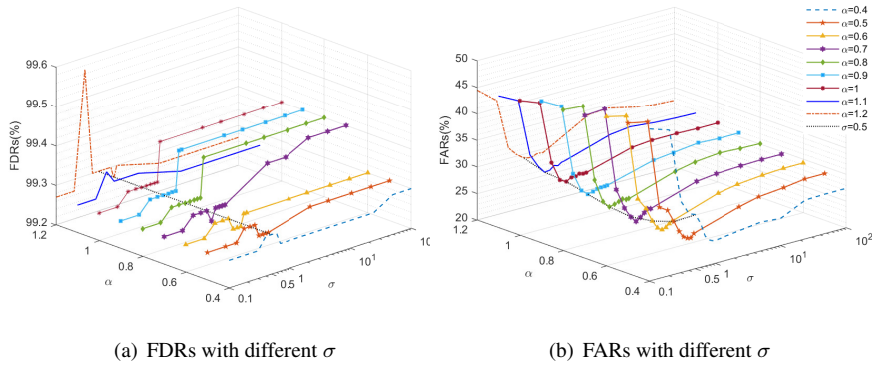 99.6
99.5
99.4
99.3
99.2
FDRs(%)
1.2
1
0.8
0.6
0.4
α
0.1
0.5
1
10¹
10
σ
(a) FDRs with different σ
50
45
40
35
30
25
20
FARs(%)
1.2
1
0.8
0.6
0.4
α
0.1
0.5
1
10¹
10²
σ
(b) FARs with different σ
α=0.4
α=0.5
α=0.6
α=0.7
α=0.8
α=0.9
α=1
α=1.1
α=1.2
σ=0.5